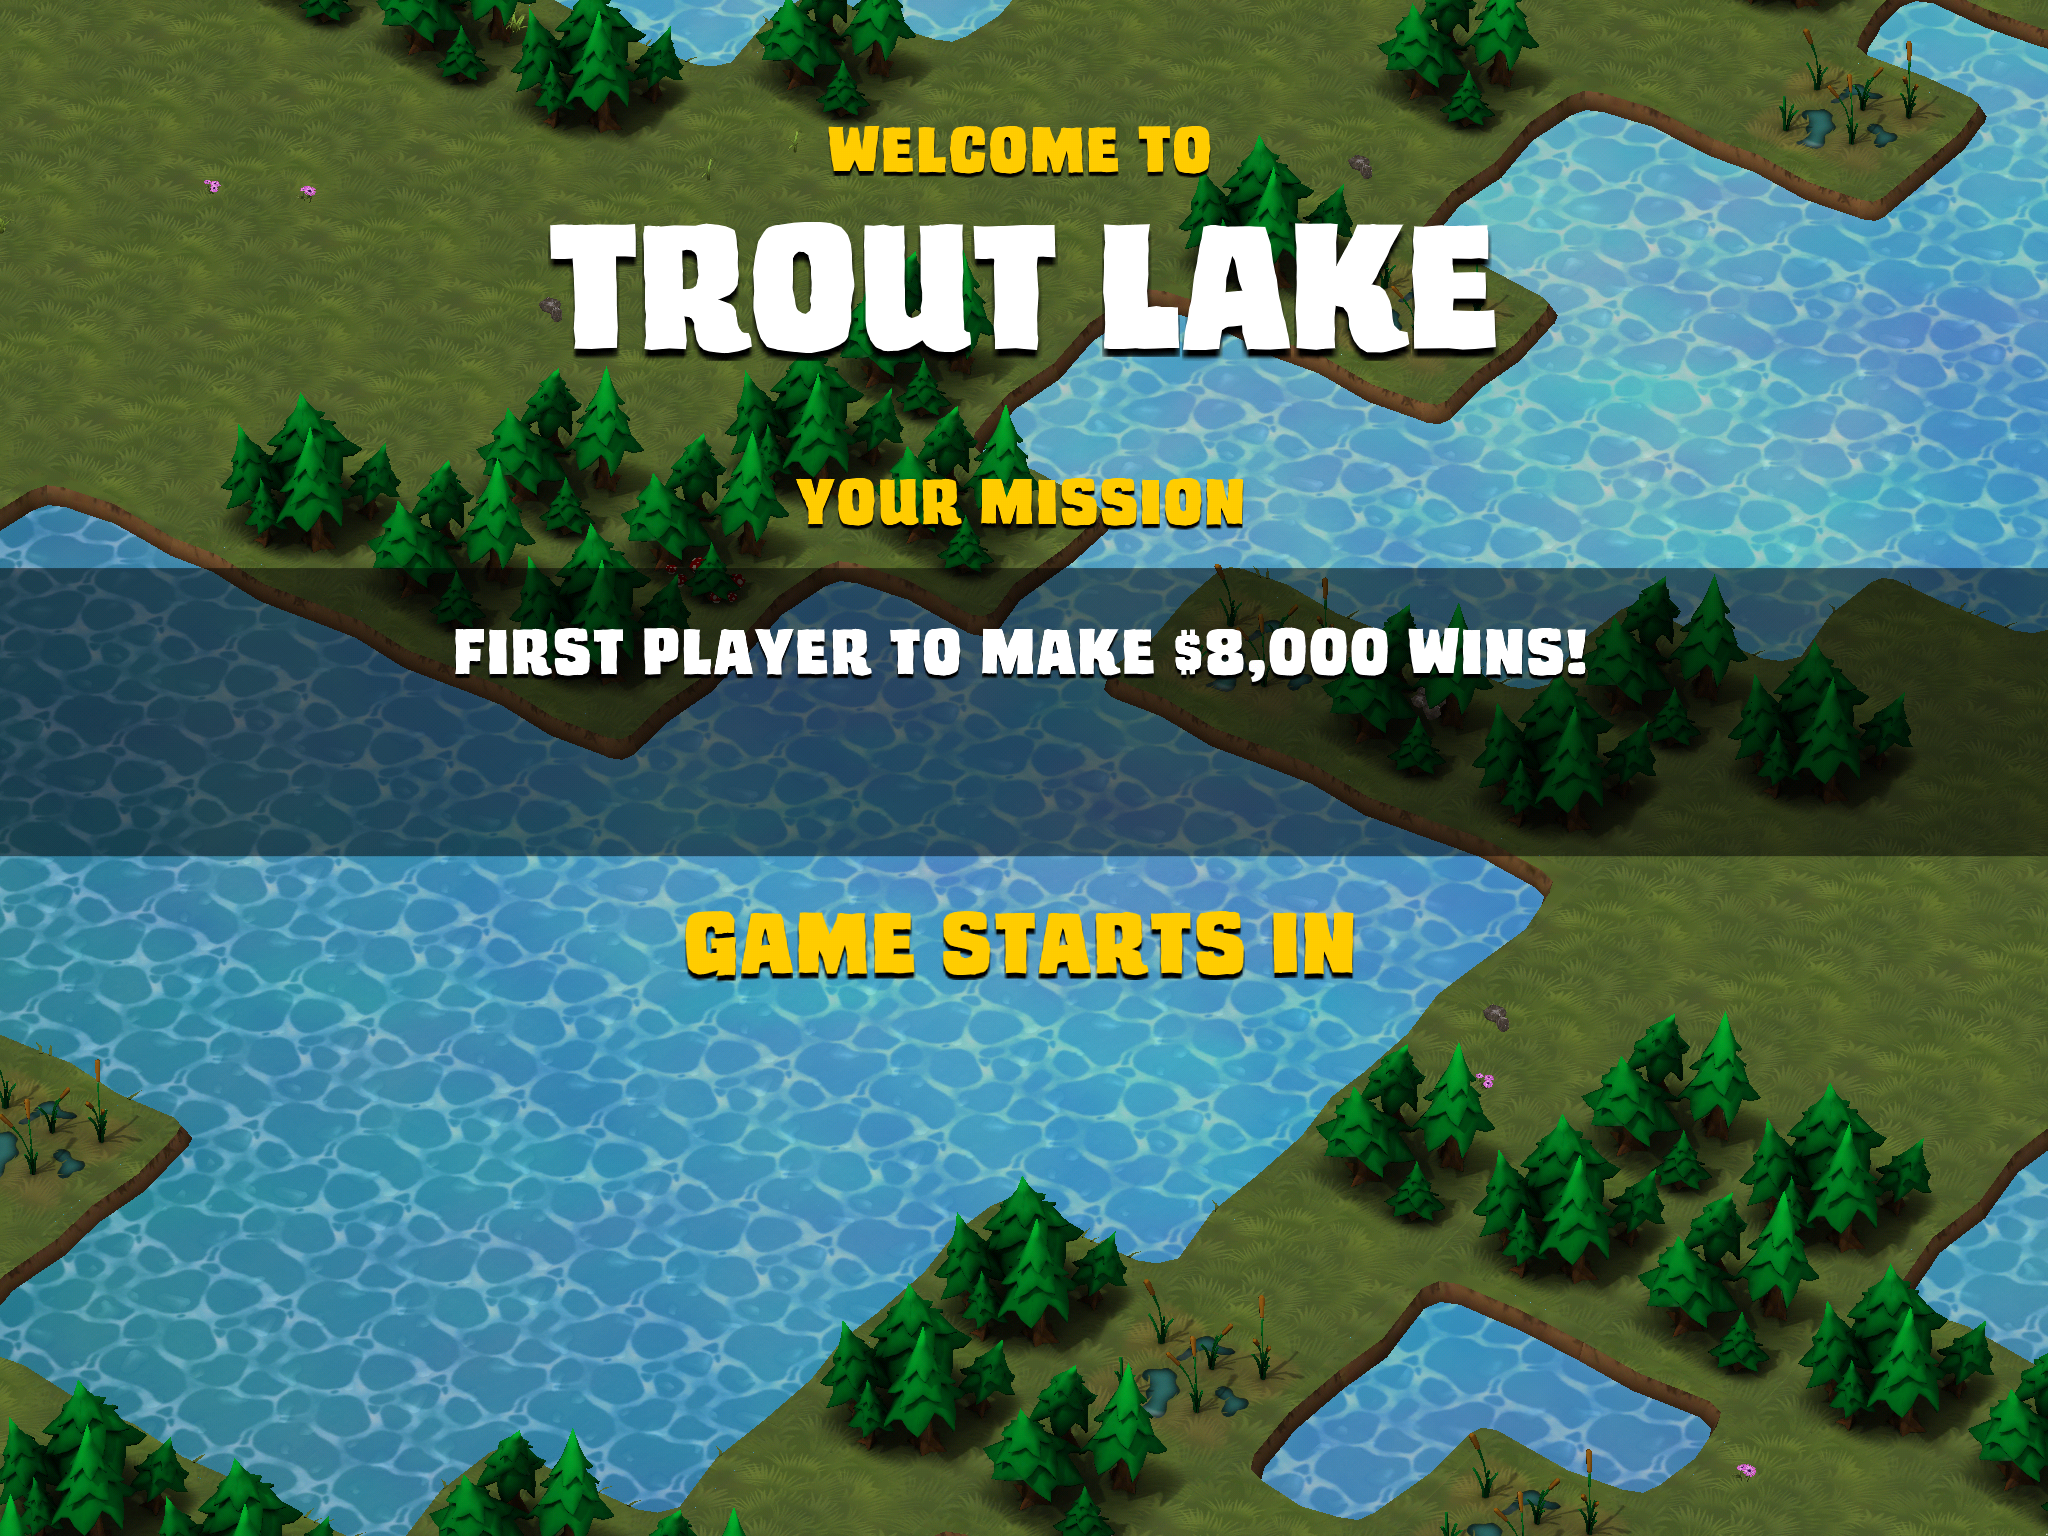 WELCOME TO
TROUT LAKE
YOUR MISSION
FIRST PLAYER TO MAKE $8,000 WINS!
GAME STARTS IN